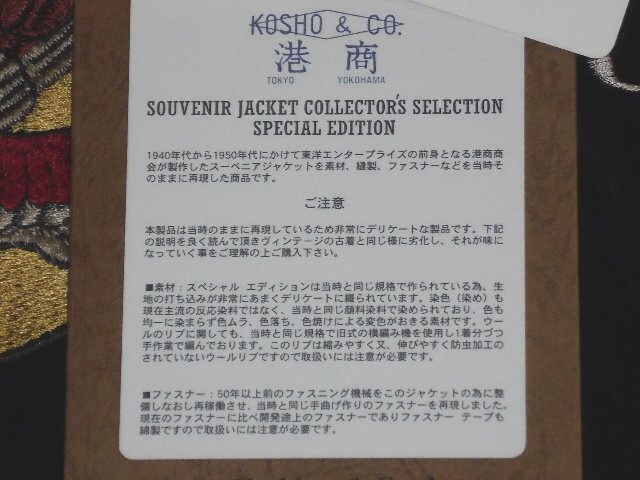 KOSHO & CO.
港商
TOKYO YOKOHAMA
SOUVENIR JACKET COLLECTOR'S SELECTION
SPECIAL EDITION
1940年代から1950年代にかけて東洋エンタープライズの前身となる港商商
会が製作したスーベニアジャケットを素材、縫製、ファスナーなどを当時そ
のままに再現した商品です。
ご注意
本製品は当時のままに再現しているため非常にデリケートな製品です。下記
の説明を良く読んで頂きヴィンテージの古着と同じ様に劣化し、それが味に
なっていく事をご理解の上ご購入下さい。
■素材：スペシャル エディションは当時と同じ規格で作られている為、生
地の打ち込みが非常にあまくデリケートに織られています。染色（染め）も
現在主流の反応染料ではなく、当時と同じ顔料染料で染められており、色も
均一に染まらず色ムラ、色落ち、色焼けによる変色がおきる素材です。ウー
ルのリブに関しても、当時と同じ規格で旧式の横編み機を使用し1着分づつ
手作業で編んでおります。このリブは縮みやすく又、伸びやすく防虫加工の
されていないウールリブですので取扱いには注意が必要です。
■ファスナー：50年以上前のファスニング機械をこのジャケットの為に整
備しなおし再稼働させ、当時と同じ手曲げ作りのファスナーを再現しました。
現在のファスナーに比べ開発途上のファスナーでありファスナー テープも
綿製ですので取扱いには注意が必要です。